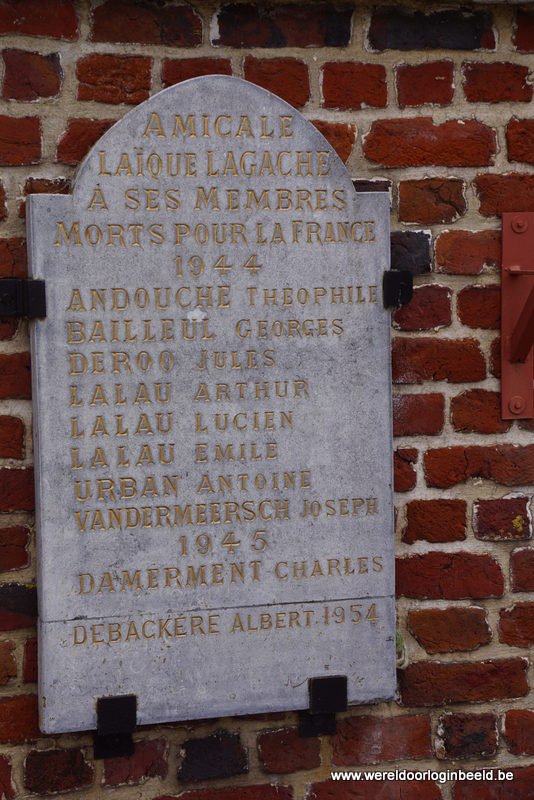 AMICALE
LAÏQUE LAGACHE
A SES MEMBRES
MORTS POUR LA FRANCE
1944
ANDOUCHE THEOPHILE
BAILLEUL GEORGES
DEROO JULES
LALAU ARTHUR
LALAU LUCIEN
LALAU EMILE
URBAN ANTOINE
VANDERMEERSCH JOSEPH
1945
DAMERMENT CHARLES
DEBACKÈRE ALBERT.1954
www.wereldoorloginbeeld.be